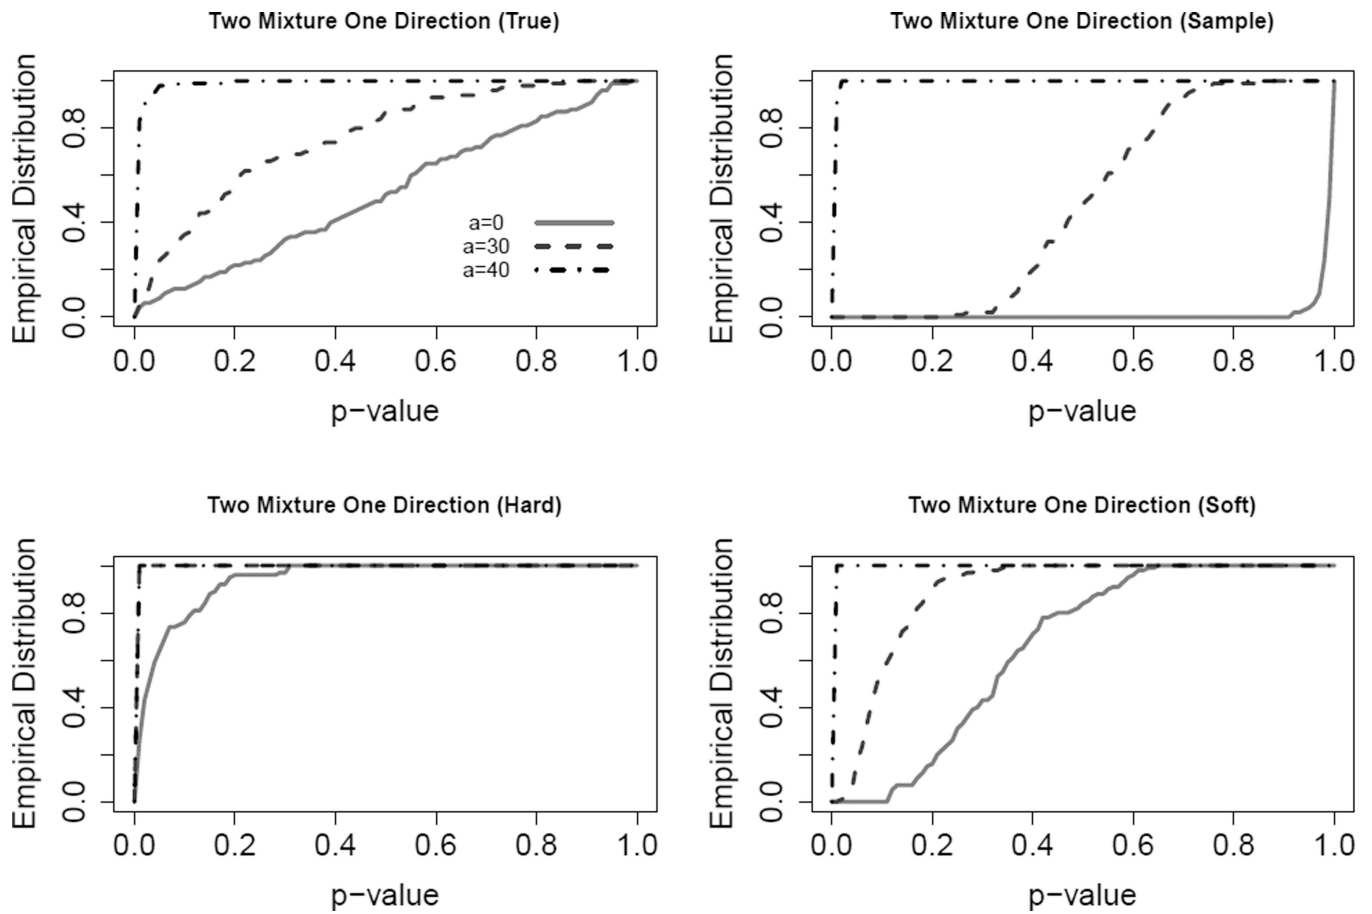 Two Mixture One Direction (True)
Empirical Distribution
0.8
0.4
0.0
a=0
a=30
a=40
0.0 0.2 0.4 0.6 0.8 1.0
p−value
Two Mixture One Direction (Sample)
Empirical Distribution
0.8
0.4
0.0
0.0 0.2 0.4 0.6 0.8 1.0
p−value
Two Mixture One Direction (Hard)
Empirical Distribution
0.8
0.4
0.0
0.0 0.2 0.4 0.6 0.8 1.0
p−value
Two Mixture One Direction (Soft)
Empirical Distribution
0.8
0.4
0.0
0.0 0.2 0.4 0.6 0.8 1.0
p−value